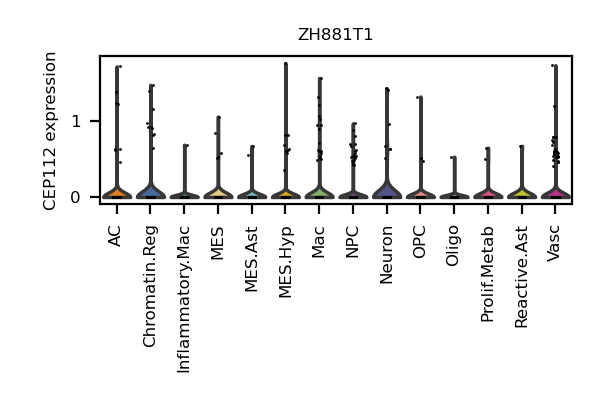 ZH881T1
CEP112 expression
1
0
AC
Chromatin.Reg
Inflammatory.Mac
MES
MES.Ast
MES.Hyp
Mac
NPC
Neuron
OPC
Oligo
Prolif.Metab
Reactive.Ast
Vasc